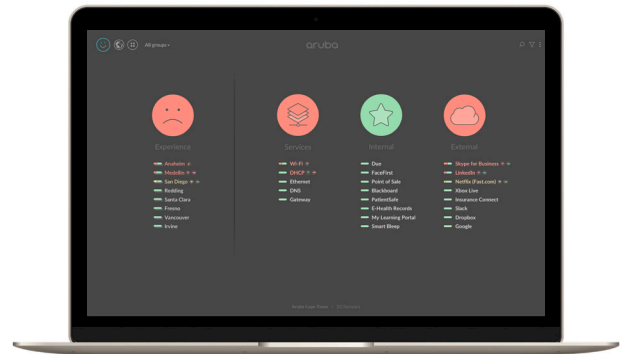 All groups
aruba
Experience
Services
Internal
External
Anaheim
Medellin
San Diego
Redding
Santa Clara
Fresno
Vancouver
Irvine
Wi-Fi
DHCP
Ethernet
DNS
Gateway
Due
FaceFirst
Point of Sale
Blackboard
PatientSafe
E-Health Records
My Learning Portal
Smart Bleep
Skype for Business
LinkedIn
Netflix (Fast.com)
Xbox Live
Insurance Connect
Slack
Dropbox
Google